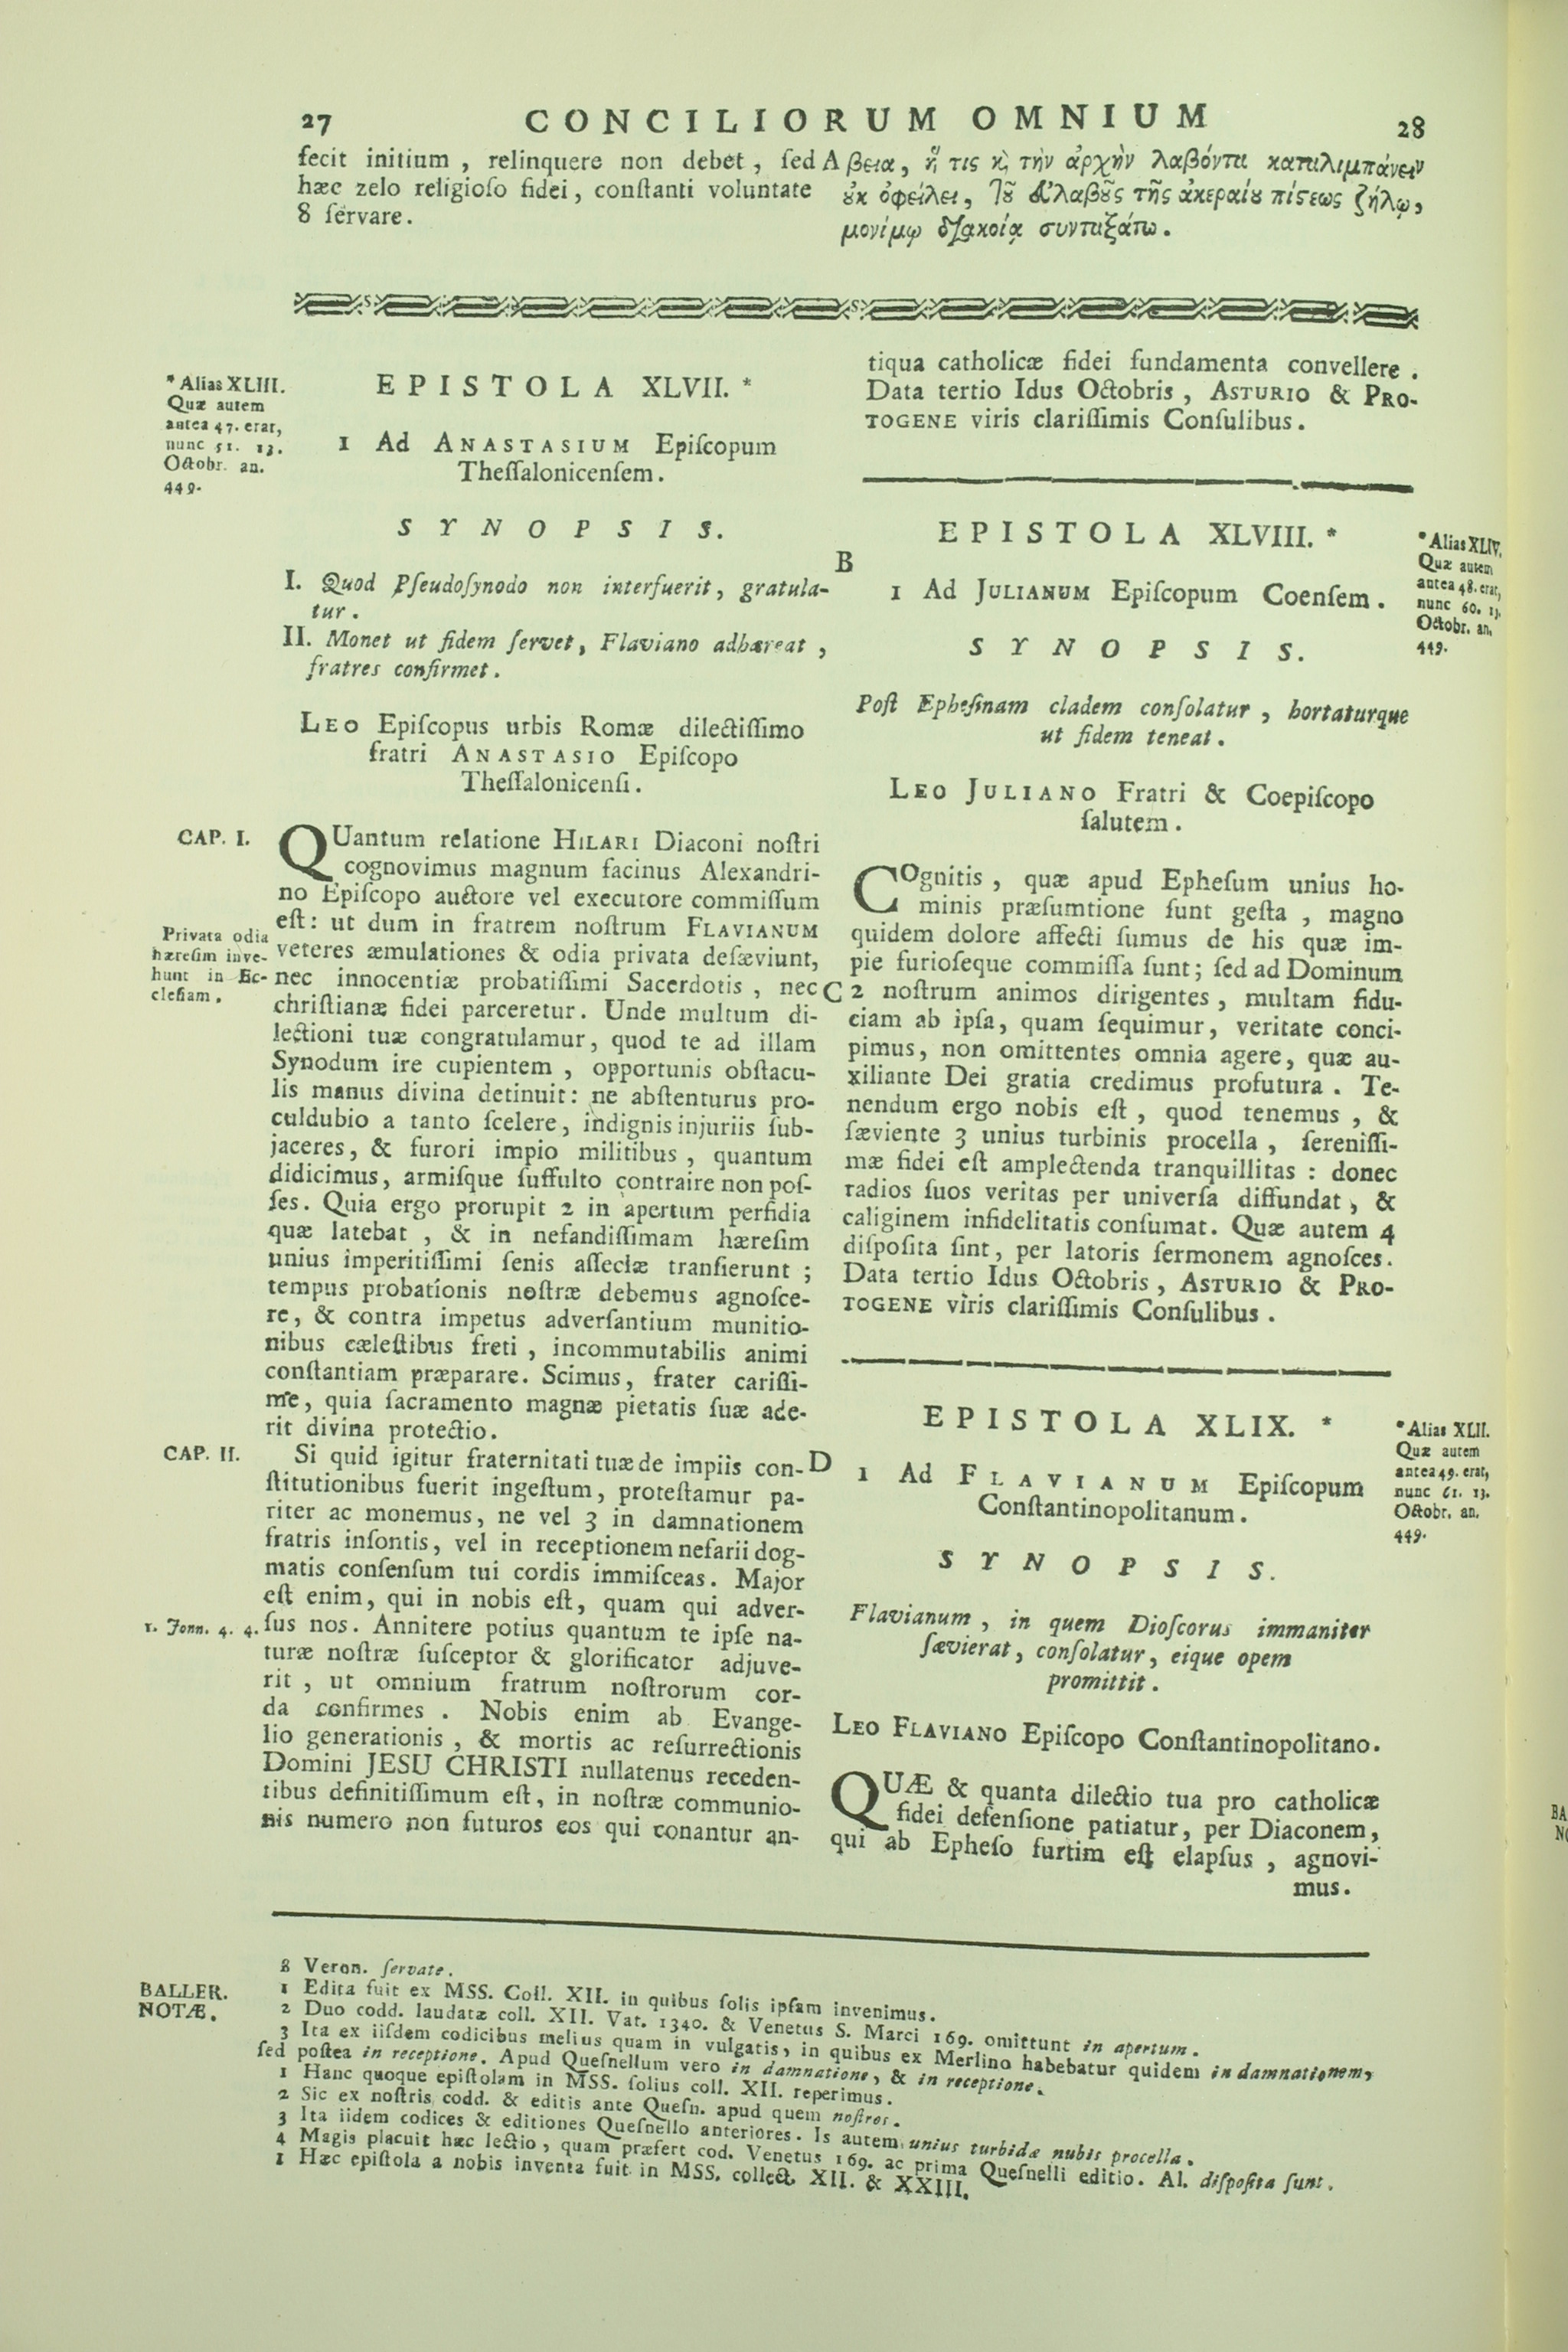 27 CONCILIORUM OMNIUM 28
fecit initium , relinquere non debet , ſed
hæc zelo religioſo fidei , conſtanti voluntate
8 ſervare .
A βεια, ἥ τις κ̀ τὴν ἀρχὴν λαβόντα καταλιμπάνειν
ὀφείλει, τῆς ἀκεραίȣ πίςεως ζήλῳ,
μονίμῳ συνταξάτω .
* Alias XLIII.
Quæ autem
antea 47. erat,
nunc 51. 13.
Octobr. an.
449.
EPISTOLA XLVII. *
1 Ad ANASTASIUM Epiſcopum
Theſſalonicenſem .
SYNOPSIS.
I. Quod Pſeudoſynodo non interfuerit, gratula-
tur .
II. Monet ut fidem ſervet, Flaviano adhæreat ,
fratres confirmet .
LEO Epiſcopus urbis Romæ dilectiſſimo
fratri ANASTASIO Epiſcopo
Theſſalonicenſi .
CAP. I.
QUantum relatione HILARI Diaconi noſtri
cognovimus magnum facinus Alexandri-
no Epiſcopo auctore vel executore commiſſum
eſt : ut dum in fratrem noſtrum FLAVIANUM
veteres æmulationes & odia privata deſæviunt,
nec innocentiæ probatiſſimi Sacerdotis , nec
chriſtianæ fidei parceretur . Unde multum di-
lectioni tuæ congratulamur, quod te ad illam
Synodum ire cupientem , opportunis obſtacu-
lis manus divina detinuit : ne abſtenturus pro-
culdubio a tanto ſcelere, indignis injuriis ſub-
jaceres, & furori impio militibus , quantum
didicimus, armiſque ſuffulto contraire non poſ-
ſes. Quia ergo prorupit 2 in apertum perfidia
quæ latebat , & in nefandiſſimam hæreſim
unius imperitiſſimi ſenis aſſeclæ tranſierunt ;
tempus probationis noſtræ debemus agnoſce-
re, & contra impetus adverſantium munitio-
nibus cæleſtibus freti , incommutabilis animi
conſtantiam præparare. Scimus, frater cariſſi-
me, quia ſacramento magnæ pietatis ſuæ ade-
rit divina protectio.
Privata odia
hæreſim inve-
hunt in Ec-
cleſiam .
CAP. II.
Si quid igitur fraternitati tuæ de impiis con-
ſtitutionibus fuerit ingeſtum, proteſtamur pa-
riter ac monemus, ne vel 3 in damnationem
fratris inſontis, vel in receptionem nefarii dog-
matis conſenſum tui cordis immiſceas. Major
eſt enim, qui in nobis eſt, quam qui adver-
ſus nos. Annitere potius quantum te ipſe na-
turæ noſtræ ſuſceptor & glorificator adjuve-
rit , ut omnium fratrum noſtrorum cor-
da confirmes . Nobis enim ab Evange-
lio generationis , & mortis ac reſurrectionis
Domini JESU CHRISTI nullatenus receden-
tibus definitiſſimum eſt, in noſtræ communio-
nis numero non futuros eos qui conantur an-
1. Joan. 4. 4.
tiqua catholicæ fidei fundamenta convellere .
Data tertio Idus Octobris , ASTURIO & PRO-
TOGENE viris clariſſimis Conſulibus .
B
EPISTOLA XLVIII. *
* Alias XLIV.
Quæ autem
antea 48. erat,
nunc 60. 13.
Octobr. an.
449.
1 Ad JULIANUM Epiſcopum Coenſem .
SYNOPSIS.
Poſt Epheſinam cladem conſolatur , hortaturque
ut fidem teneat .
LEO JULIANO Fratri & Coepiſcopo
ſalutem .
COgnitis , quæ apud Epheſum unius ho-
minis præſumtione ſunt geſta , magno
quidem dolore affecti ſumus de his quæ im-
pie furioſeque commiſſa ſunt; ſed ad Dominum
C 2 noſtrum animos dirigentes , multam fidu-
ciam ab ipſa, quam ſequimur, veritate conci-
pimus, non omittentes omnia agere, quæ au-
xiliante Dei gratia credimus profutura . Te-
nendum ergo nobis eſt , quod tenemus , &
ſæviente 3 unius turbinis procella , ſereniſſi-
mæ fidei eſt amplectenda tranquillitas : donec
radios ſuos veritas per univerſa diffundat , &
caliginem infidelitatis conſumat. Quæ autem 4
diſpoſita ſint, per latoris ſermonem agnoſces.
Data tertio Idus Octobris , ASTURIO & PRO-
TOGENE viris clariſſimis Conſulibus .
EPISTOLA XLIX. *
* Alias XLII.
Quæ autem
antea 49. erat,
nunc 61. 13.
Octobr. an.
449.
D
1 Ad FLAVIANUM Epiſcopum
Conſtantinopolitanum .
SYNOPSIS.
Flavianum , in quem Dioſcorus immaniter
ſævierat, conſolatur, eique opem
promittit .
LEO FLAVIANO Epiſcopo Conſtantinopolitano.
QUÆ & quanta dilectio tua pro catholicæ
fidei defenſione patiatur, per Diaconem,
qui ab Epheſo furtim eſt elapſus , agnovi-
mus .
BALLER.
NOTÆ.
8 Veron. ſervate.
1 Edita fuit ex MSS. Coll. XII. in quibus ſolis ipſam invenimus.
2 Duo codd. laudatæ coll. XII. Vat. 1340. & Venetus S. Marci 169. omittunt in apertum.
3 Ita ex iiſdem codicibus melius quam in vulgatis, in quibus ex Merlino habebatur quidem in damnationem,
ſed poſtea in receptione. Apud Queſnellum vero in damnatione, & in receptione.
1 Hanc quoque epiſtolam in MSS. ſolius coll. XII. reperimus.
2 Sic ex noſtris codd. & editis ante Queſn. apud quem noſtros.
3 Ita iidem codices & editiones Queſnello anteriores. Is autem unius turbidæ nubis procella.
4 Magis placuit hæc lectio, quam præfert cod. Venetus 169. ac prima Queſnelli editio. Al. diſpoſita ſunt.
1 Hæc epiſtola a nobis inventa fuit in MSS. collect. XII. & XXIII.